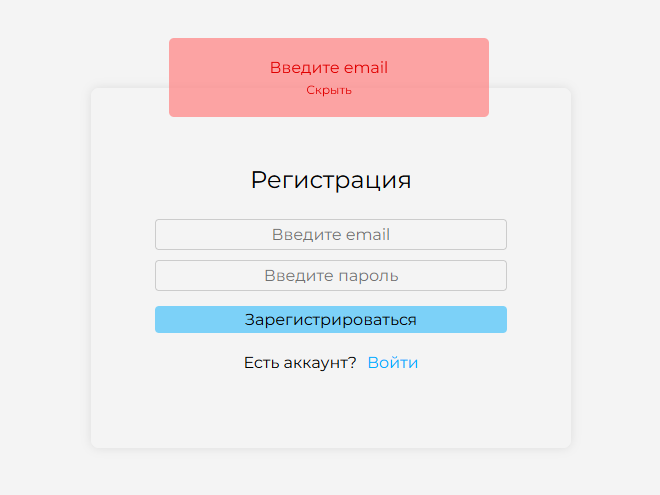 Введите email
Скрыть
Регистрация
Введите email
Введите пароль
Зарегистрироваться
Есть аккаунт? Войти